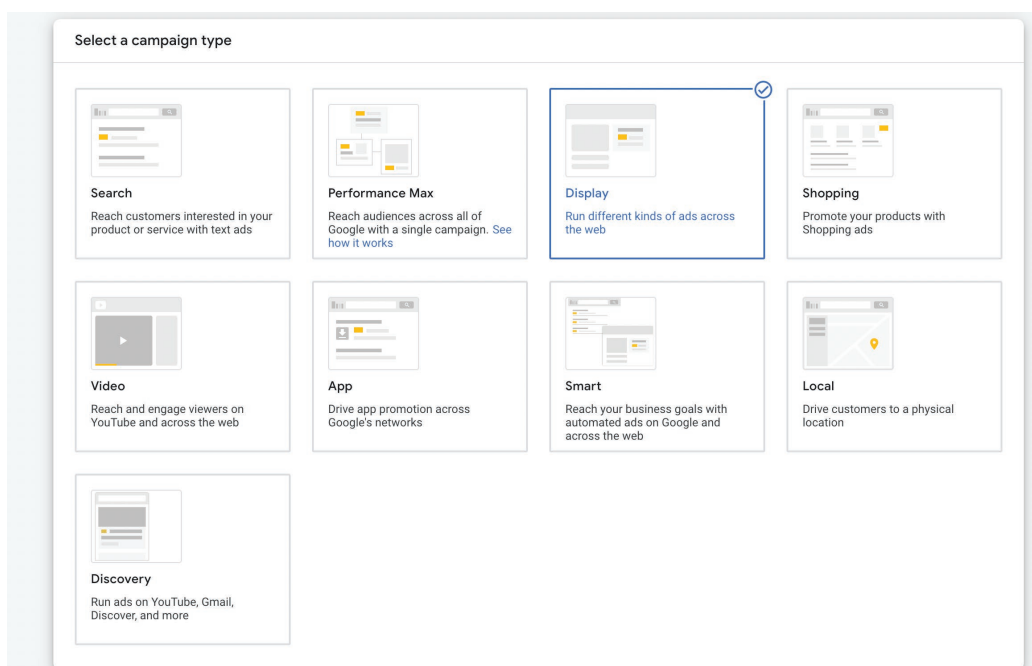 Select a campaign type
Search
Reach customers interested in your
product or service with text ads
Performance Max
Reach audiences across all of
Google with a single campaign. See
how it works
Display
Run different kinds of ads across
the web
Shopping
Promote your products with
Shopping ads
Video
Reach and engage viewers on
YouTube and across the web
App
Drive app promotion across
Google's networks
Smart
Reach your business goals with
automated ads on Google and
across the web
Local
Drive customers to a physical
location
Discovery
Run ads on YouTube, Gmail,
Discover, and more